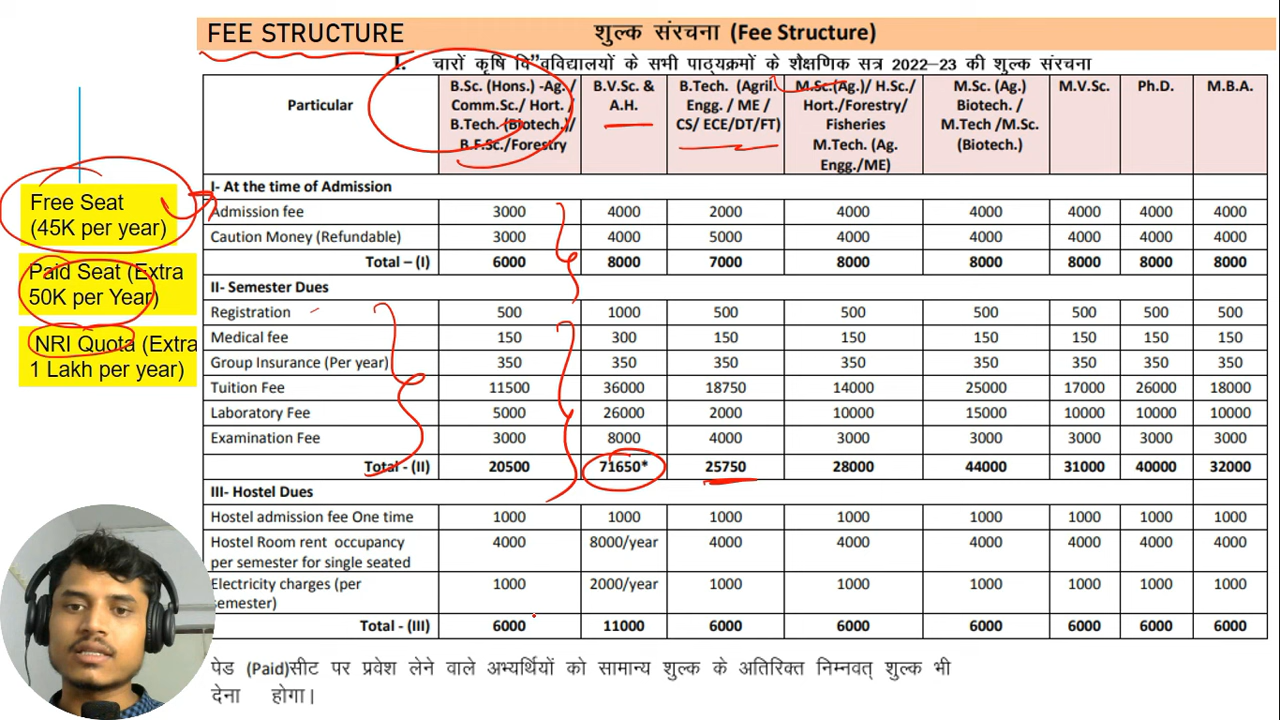 FEE STRUCTURE
शुल्क संरचना (Fee Structure)
I. चारों कृषि वि"वविद्यालयों के सभी पाठ्यक्रमों के शैक्षणिक सत्र 2022–23 की शुल्क संरचना
Free Seat
(45K per year)
Paid Seat (Extra
50K per Year)
NRI Quota (Extra
1 Lakh per year)
Particular
B.Sc. (Hons.) -Ag./
Comm.Sc./ Hort. /
B.Tech. (Biotech.)/
B.F.Sc./Forestry
B.V.Sc. &
A.H.
B.Tech. (Agril.
Engg. / ME /
CS/ ECE/DT/FT)
M.Sc.(Ag.)/ H.Sc./
Hort./Forestry/
Fisheries
M.Tech. (Ag.
Engg./ME)
M.Sc. (Ag.)
Biotech. /
M.Tech /M.Sc.
(Biotech.)
M.V.Sc.
Ph.D.
M.B.A.
I- At the time of Admission
Admission fee 3000 4000 2000 4000 4000 4000 4000 4000
Caution Money (Refundable) 3000 4000 5000 4000 4000 4000 4000 4000
Total – (I) 6000 8000 7000 8000 8000 8000 8000 8000
II- Semester Dues
Registration 500 1000 500 500 500 500 500 500
Medical fee 150 300 150 150 150 150 150 150
Group Insurance (Per year) 350 350 350 350 350 350 350 350
Tuition Fee 11500 36000 18750 14000 25000 17000 26000 18000
Laboratory Fee 5000 26000 2000 10000 15000 10000 10000 10000
Examination Fee 3000 8000 4000 3000 3000 3000 3000 3000
Total - (II) 20500 71650* 25750 28000 44000 31000 40000 32000
III- Hostel Dues
Hostel admission fee One time 1000 1000 1000 1000 1000 1000 1000 1000
Hostel Room rent occupancy
per semester for single seated 4000 8000/year 4000 4000 4000 4000 4000 4000
Electricity charges (per
semester) 1000 2000/year 1000 1000 1000 1000 1000 1000
Total - (III) 6000 11000 6000 6000 6000 6000 6000 6000
पेड (Paid)सीट पर प्रवेश लेने वाले अभ्यर्थियों को सामान्य शुल्क के अतिरिक्त निम्नवत् शुल्क भी
देना होगा।